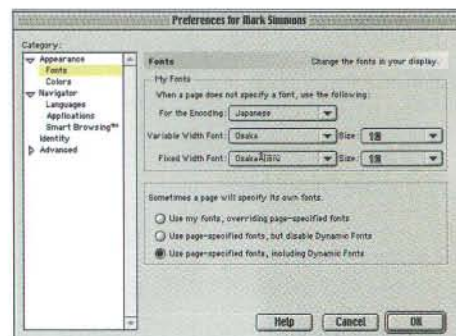 Preferences for Mark Simmons
Category:
Appearance
Fonts
Colors
Navigator
Languages
Applications
Smart Browsing™
Identity
Advanced
Fonts Change the fonts in your display.
My Fonts
When a page does not specify a font, use the following:
For the Encoding: Japanese
Variable Width Font: Osaka Size: 12
Fixed Width Font: Osaka Size: 12
Sometimes a page will specify its own fonts.
Use my fonts, overriding page-specified fonts
Use page-specified fonts, but disable Dynamic Fonts
Use page-specified fonts, including Dynamic Fonts
Help Cancel OK